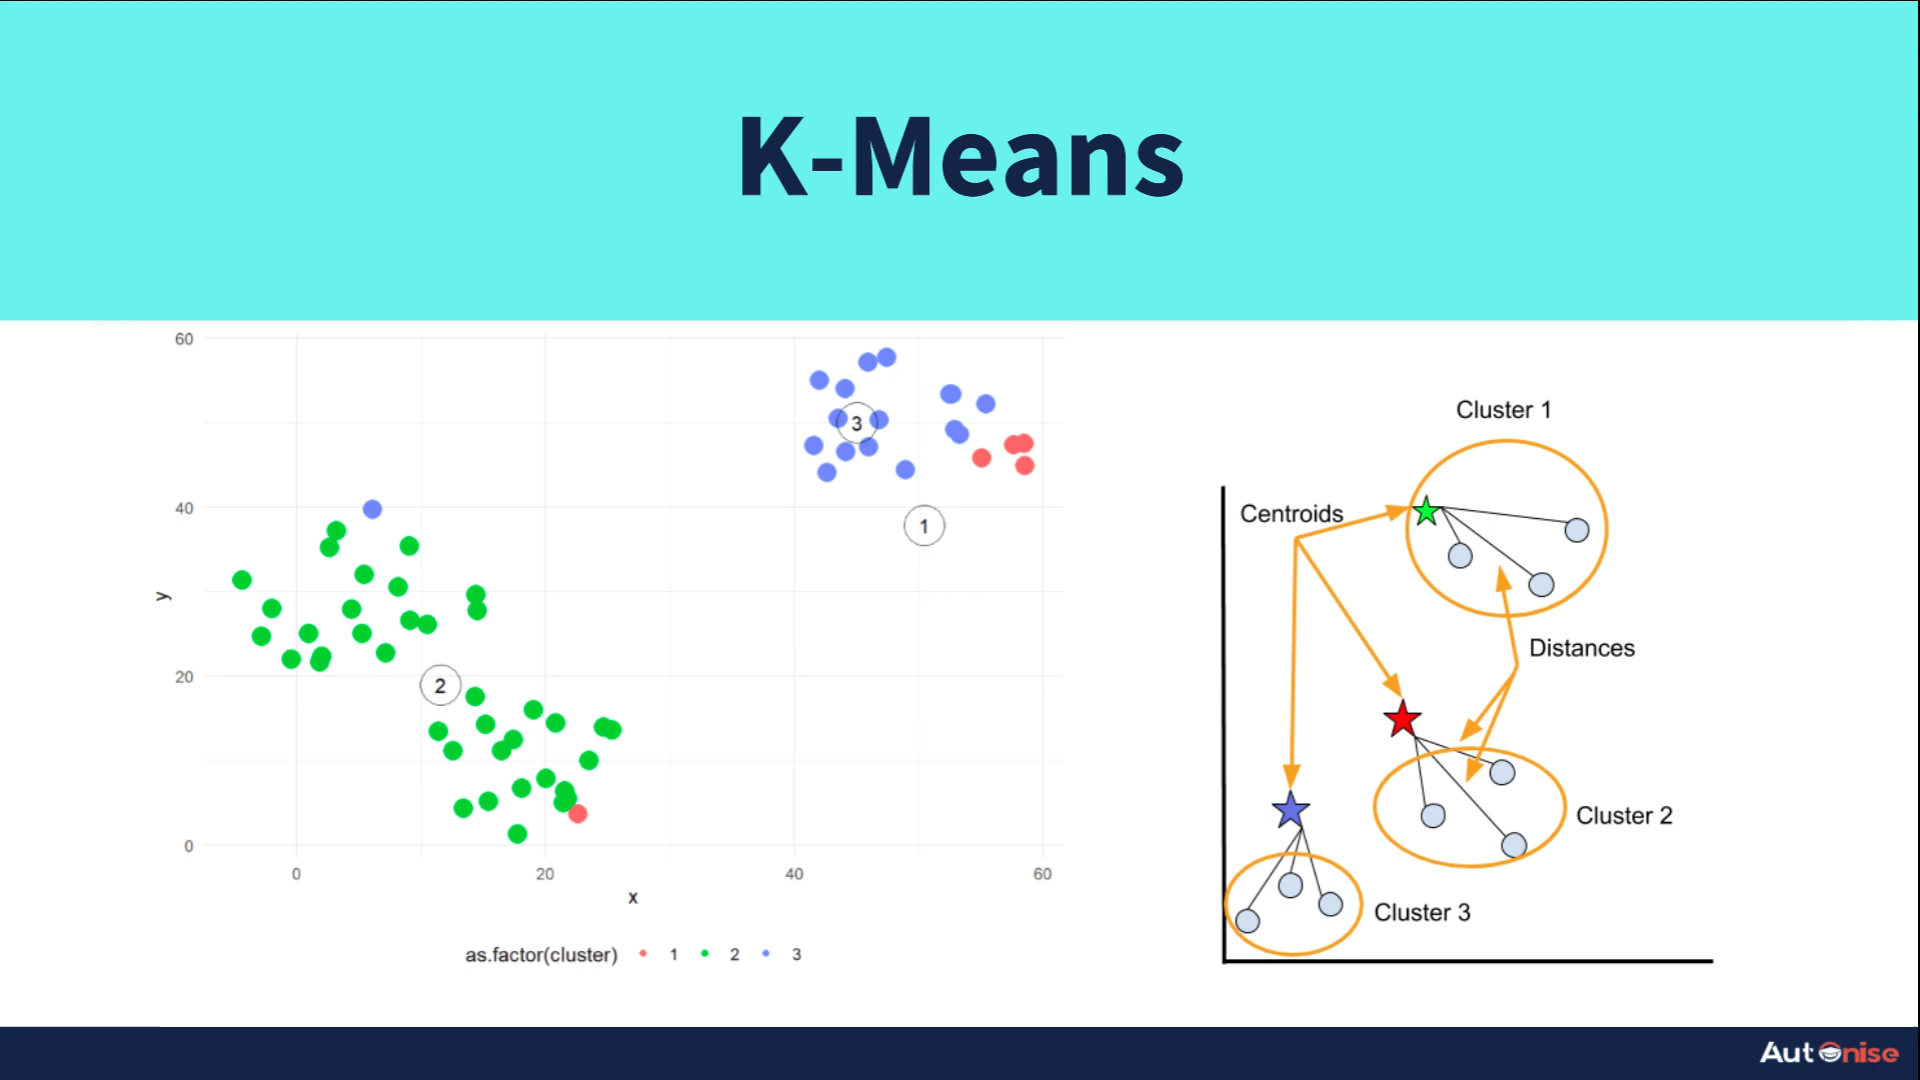 K-Means
60
40
20
0
y
3
1
2
0 20 40 60
x
as.factor(cluster) 1 2 3
Cluster 1
Centroids
Distances
Cluster 2
Cluster 3
Autonise